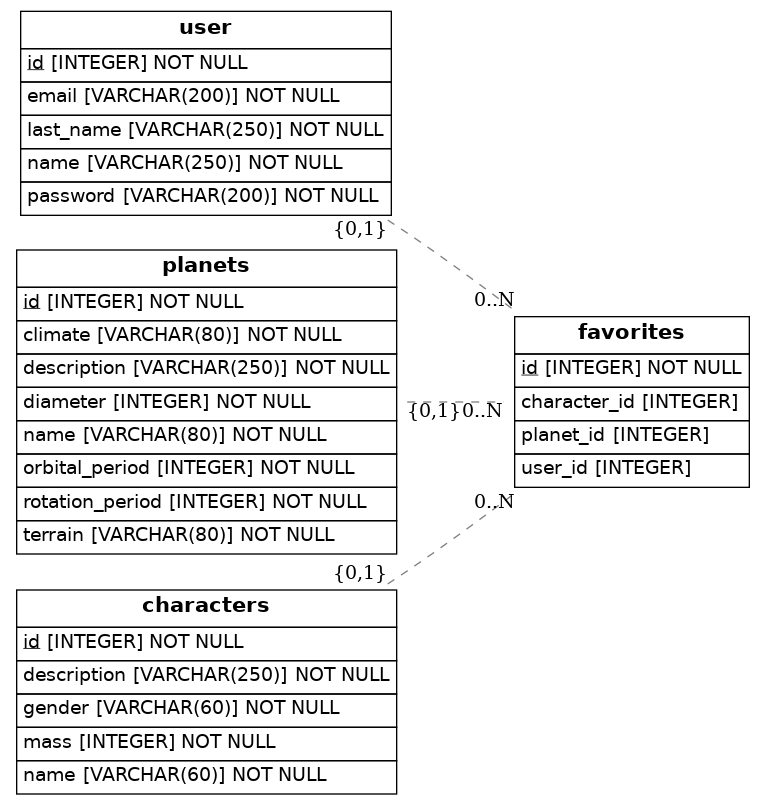 user
id [INTEGER] NOT NULL
email [VARCHAR(200)] NOT NULL
last_name [VARCHAR(250)] NOT NULL
name [VARCHAR(250)] NOT NULL
password [VARCHAR(200)] NOT NULL
{0,1}
planets
id [INTEGER] NOT NULL
climate [VARCHAR(80)] NOT NULL
description [VARCHAR(250)] NOT NULL
diameter [INTEGER] NOT NULL
name [VARCHAR(80)] NOT NULL
orbital_period [INTEGER] NOT NULL
rotation_period [INTEGER] NOT NULL
terrain [VARCHAR(80)] NOT NULL
{0,1}0..N
0..N
favorites
id [INTEGER] NOT NULL
character_id [INTEGER]
planet_id [INTEGER]
user_id [INTEGER]
0..N
{0,1}
characters
id [INTEGER] NOT NULL
description [VARCHAR(250)] NOT NULL
gender [VARCHAR(60)] NOT NULL
mass [INTEGER] NOT NULL
name [VARCHAR(60)] NOT NULL